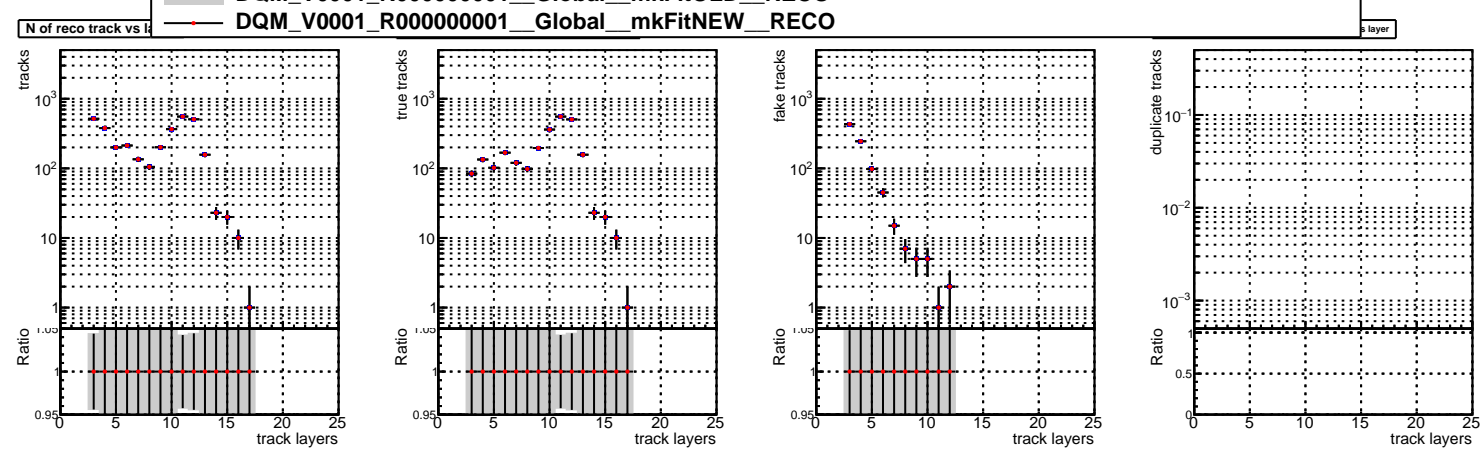 DQM_V0001_R000000001__Global__mkFitOLD__RECO
DQM_V0001_R000000001__Global__mkFitNEW__RECO
N of reco track vs la
s layer
tracks
10³
10²
10
1
Ratio
1.05
1
0.95
0 5 10 15 20 25
track layers
true tracks
10³
10²
10
1
Ratio
1.05
1
0.95
0 5 10 15 20 25
track layers
fake tracks
10³
10²
10
1
Ratio
1.05
1
0.95
0 5 10 15 20 25
track layers
duplicate tracks
10⁻¹
10⁻²
10⁻³
Ratio
1
0.5
0
0 5 10 15 20 25
track layers